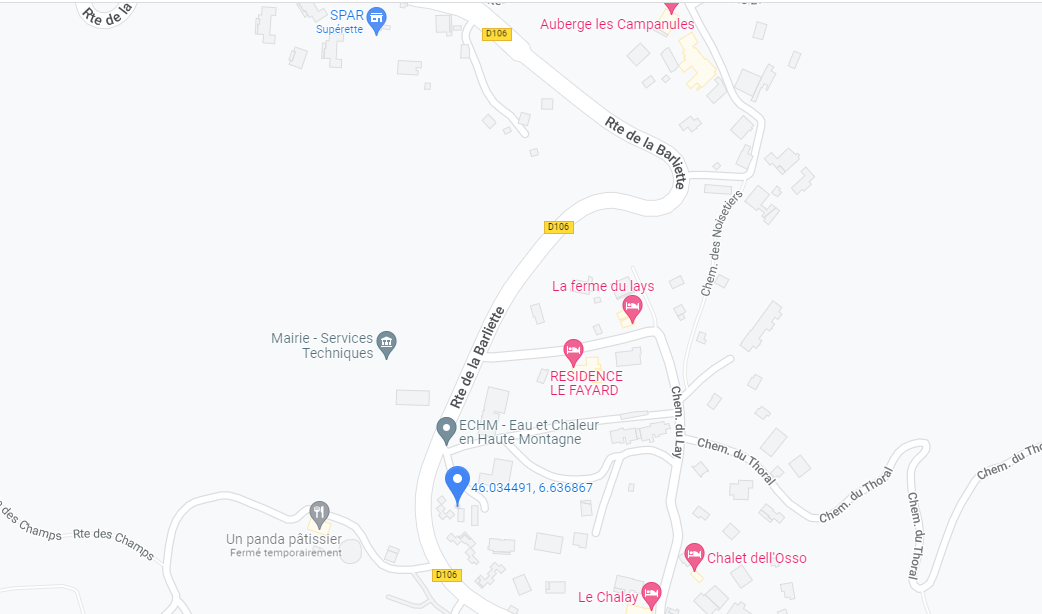 Rte de la
SPAR
Supérette
D106
Auberge les Campanules
Rte de la Barliette
D106
Chem. des Noisetiers
La ferme du lays
Mairie - Services
Techniques
Rte de la Barliette
RESIDENCE
LE FAYARD
Chem. du Lay
ECHM - Eau et Chaleur
en Haute Montagne
Chem. du Thoral
46.034491, 6.636867
Chem. du Thoral
Chem. du Tho
Chem. du Thoral
des Champs
Rte des Champs
Un panda pâtissier
Fermé temporairement
D106
Chalet dell'Osso
Le Chalay